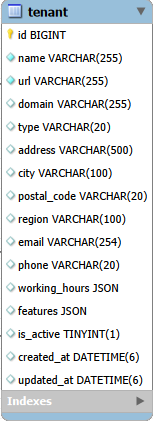 tenant
id BIGINT
name VARCHAR(255)
url VARCHAR(255)
domain VARCHAR(255)
type VARCHAR(20)
address VARCHAR(500)
city VARCHAR(100)
postal_code VARCHAR(20)
region VARCHAR(100)
email VARCHAR(254)
phone VARCHAR(20)
working_hours JSON
features JSON
is_active TINYINT(1)
created_at DATETIME(6)
updated_at DATETIME(6)
Indexes